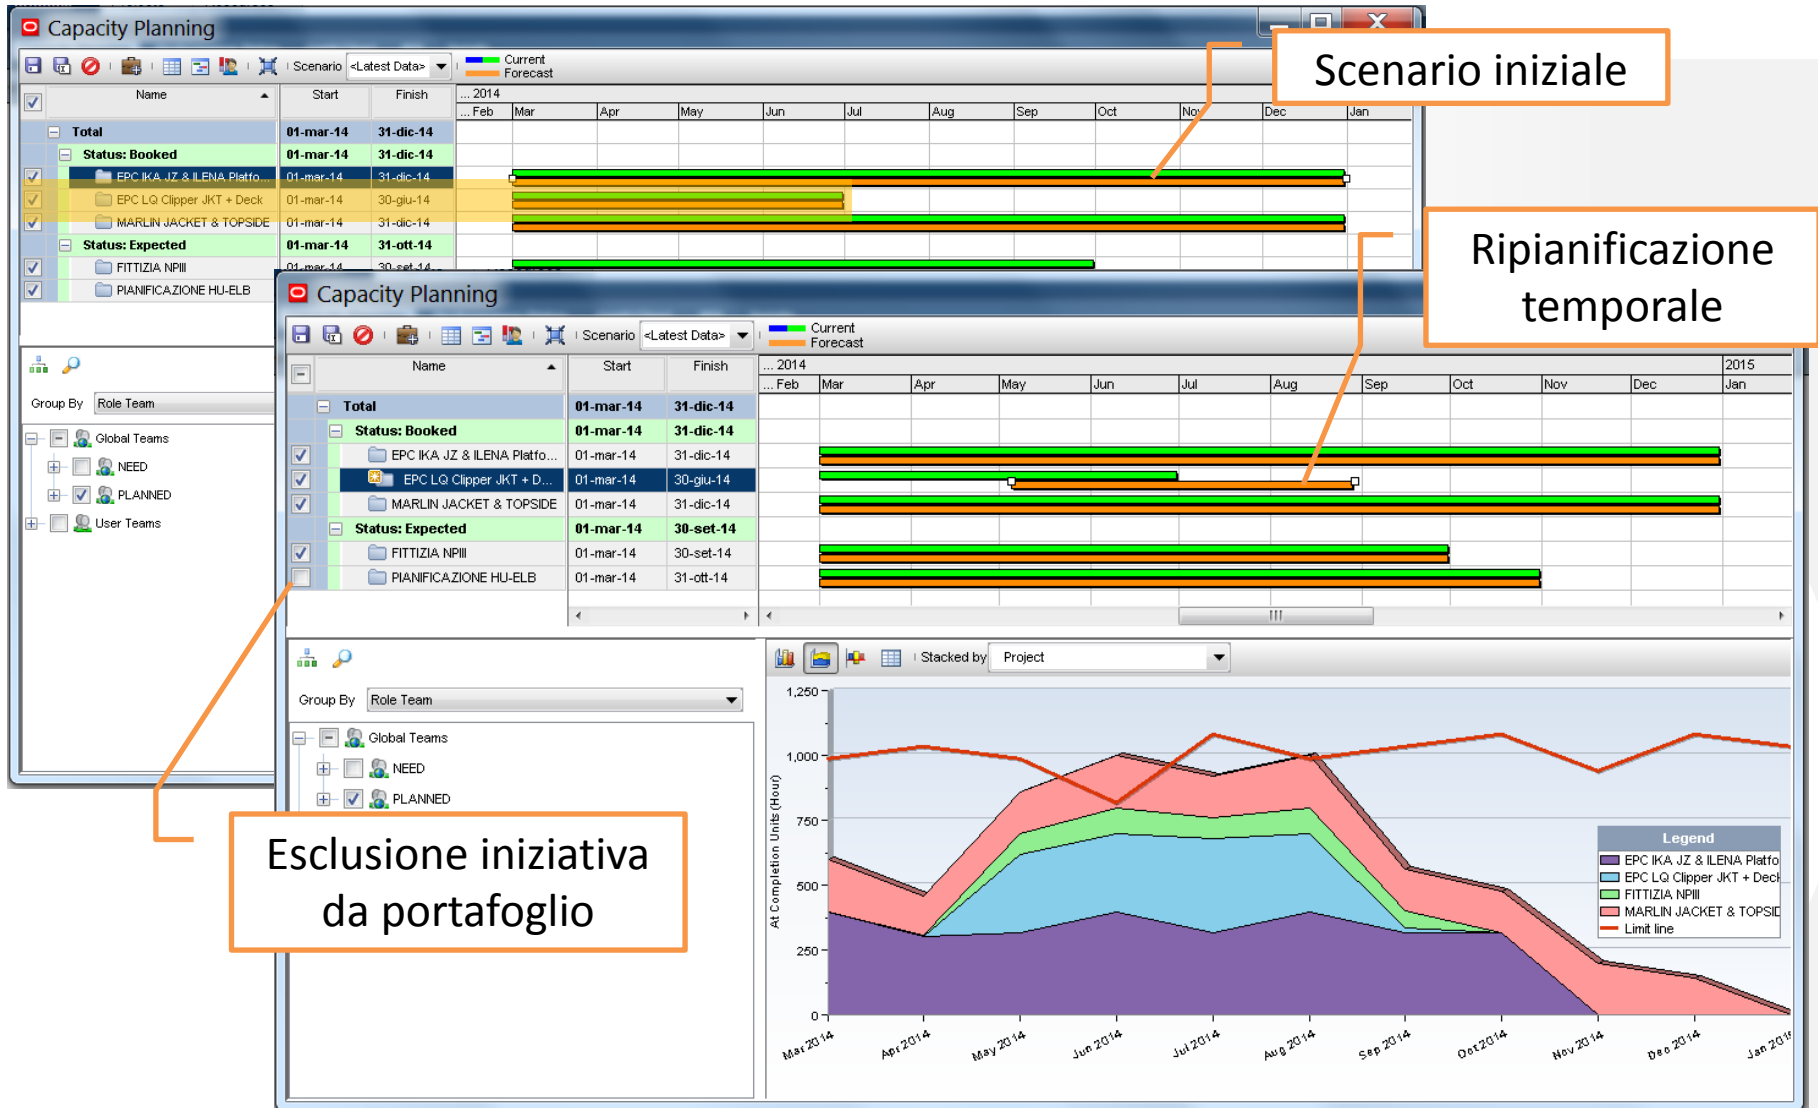 Capacity Planning
Scenario <Latest Data> Current
Forecast
Scenario iniziale
Name Start Finish ... 2014
... Feb Mar Apr May Jun Jul Aug Sep Oct Nov Dec Jan
Total 01-mar-14 31-dic-14
Status: Booked 01-mar-14 31-dic-14
EPC IKA JZ & ILENA Platfo... 01-mar-14 31-dic-14
EPC LQ Clipper JKT + Deck 01-mar-14 30-giu-14
MARLIN JACKET & TOPSIDE 01-mar-14 31-dic-14
Status: Expected 01-mar-14 31-ott-14
FITTIZIA NPIII 01-mar-14 30-set-14
PIANIFICAZIONE HU-ELB
Ripianificazione
temporale
Group By Role Team
Global Teams
NEED
PLANNED
User Teams
Capacity Planning
Scenario <Latest Data> Current
Forecast
Name Start Finish ... 2014 2015
... Feb Mar Apr May Jun Jul Aug Sep Oct Nov Dec Jan
Total 01-mar-14 31-dic-14
Status: Booked 01-mar-14 31-dic-14
EPC IKA JZ & ILENA Platfo... 01-mar-14 31-dic-14
EPC LQ Clipper JKT + D... 01-mar-14 30-giu-14
MARLIN JACKET & TOPSIDE 01-mar-14 31-dic-14
Status: Expected 01-mar-14 30-set-14
FITTIZIA NPIII 01-mar-14 30-set-14
PIANIFICAZIONE HU-ELB 01-mar-14 31-ott-14
Group By Role Team
Global Teams
NEED
PLANNED
Esclusione iniziativa
da portafoglio
Stacked by Project
At Completion Units (Hour)
1,250
1,000
750
500
250
0
Mar 2014 Apr 2014 May 2014 Jun 2014 Jul 2014 Aug 2014 Sep 2014 Oct 2014 Nov 2014 Dec 2014 Jan 201
Legend
EPC IKA JZ & ILENA Platfo
EPC LQ Clipper JKT + Deck
FITTIZIA NPIII
MARLIN JACKET & TOPSID
Limit line